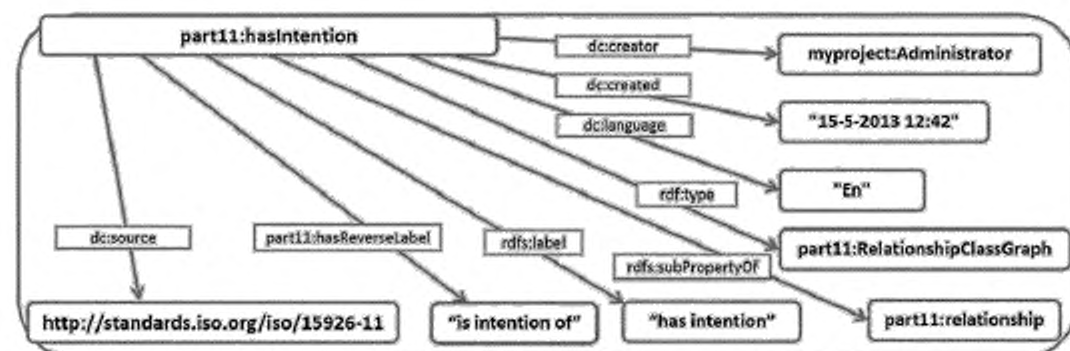 part11:hasIntention
dc:creator
myproject:Administrator
dc:created
"15-5-2013 12:42"
dc:language
"En"
rdf:type
part11:RelationshipClassGraph
dc:source
part11:hasReverseLabel
rdfs:label
rdfs:subPropertyOf
http://standards.iso.org/iso/15926-11
"is intention of"
"has intention"
part11:relationship